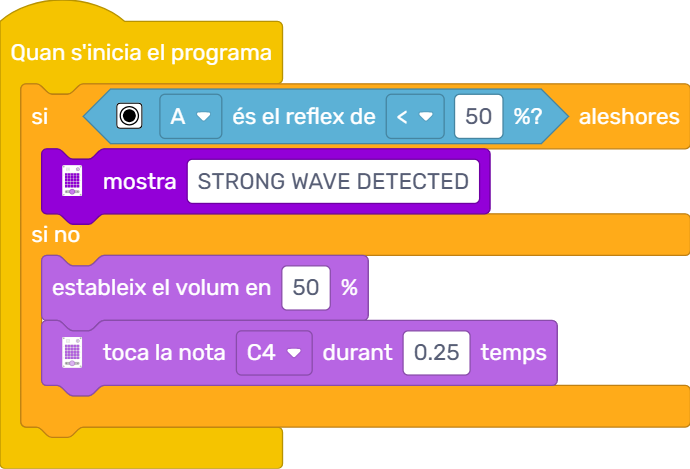 Quan s'inicia el programa
si A és el reflex de < 50 %? aleshores
mostra STRONG WAVE DETECTED
si no
estableix el volum en 50 %
toca la nota C4 durant 0.25 temps